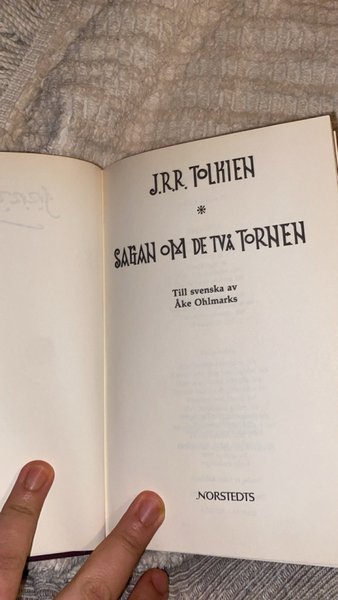 J.R.R. TOLKIEN
SAGAN OM DE TVÅ TORNEN
Till svenska av
Åke Ohlmarks
NORSTEDTS